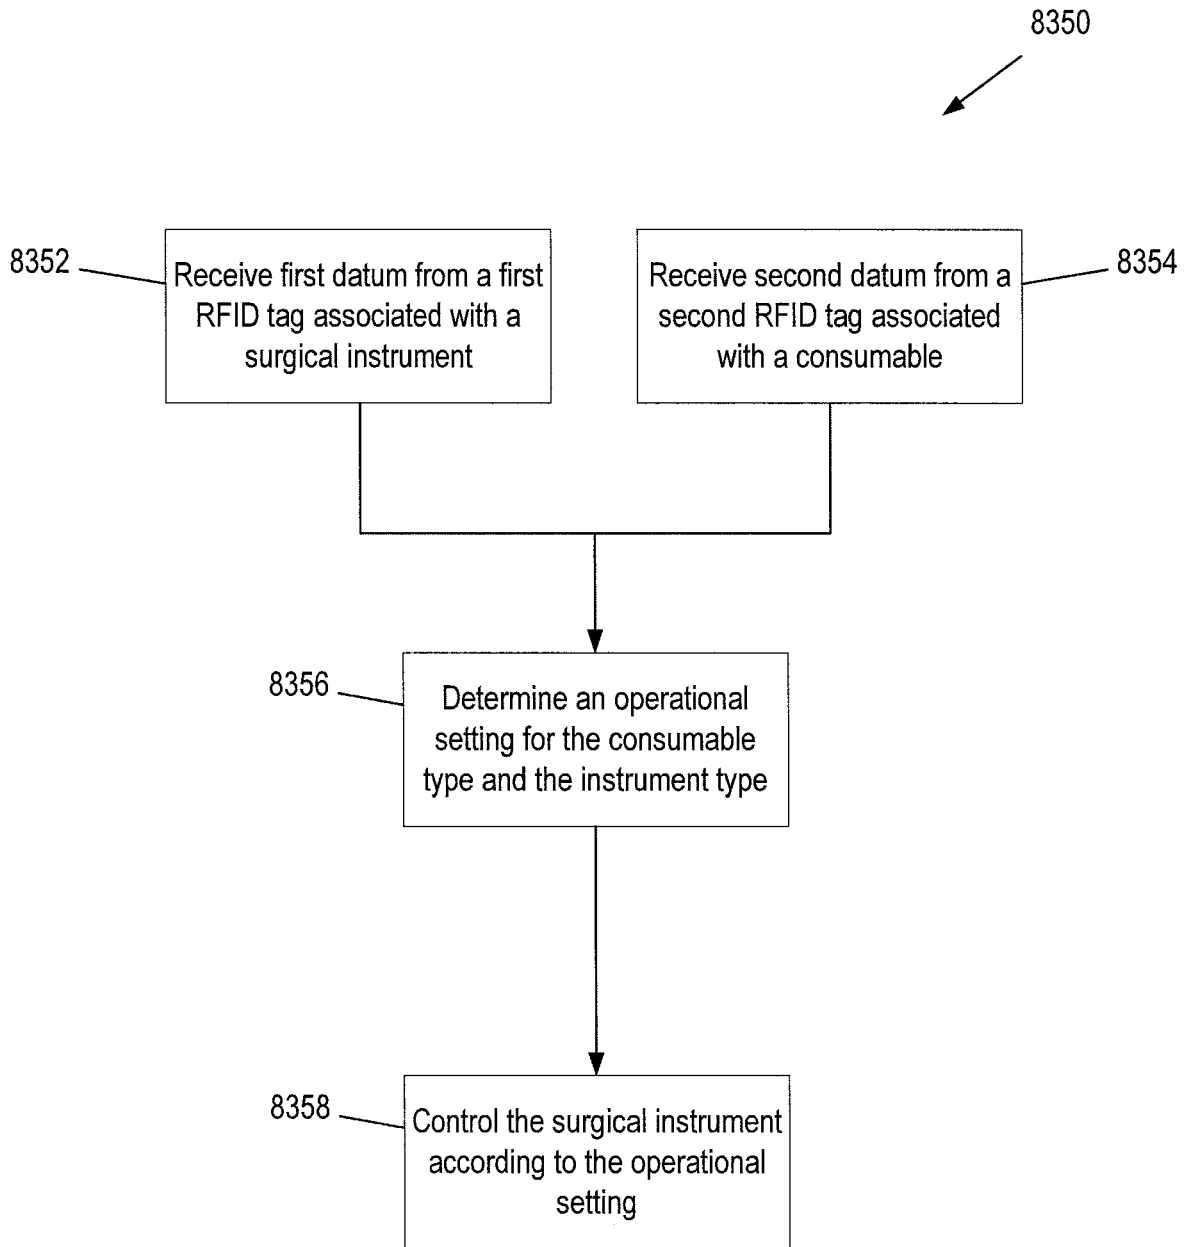 8350
8352
Receive first datum from a first
RFID tag associated with a
surgical instrument
Receive second datum from a
second RFID tag associated
with a consumable
8354
8356
Determine an operational
setting for the consumable
type and the instrument type
8358
Control the surgical instrument
according to the operational
setting